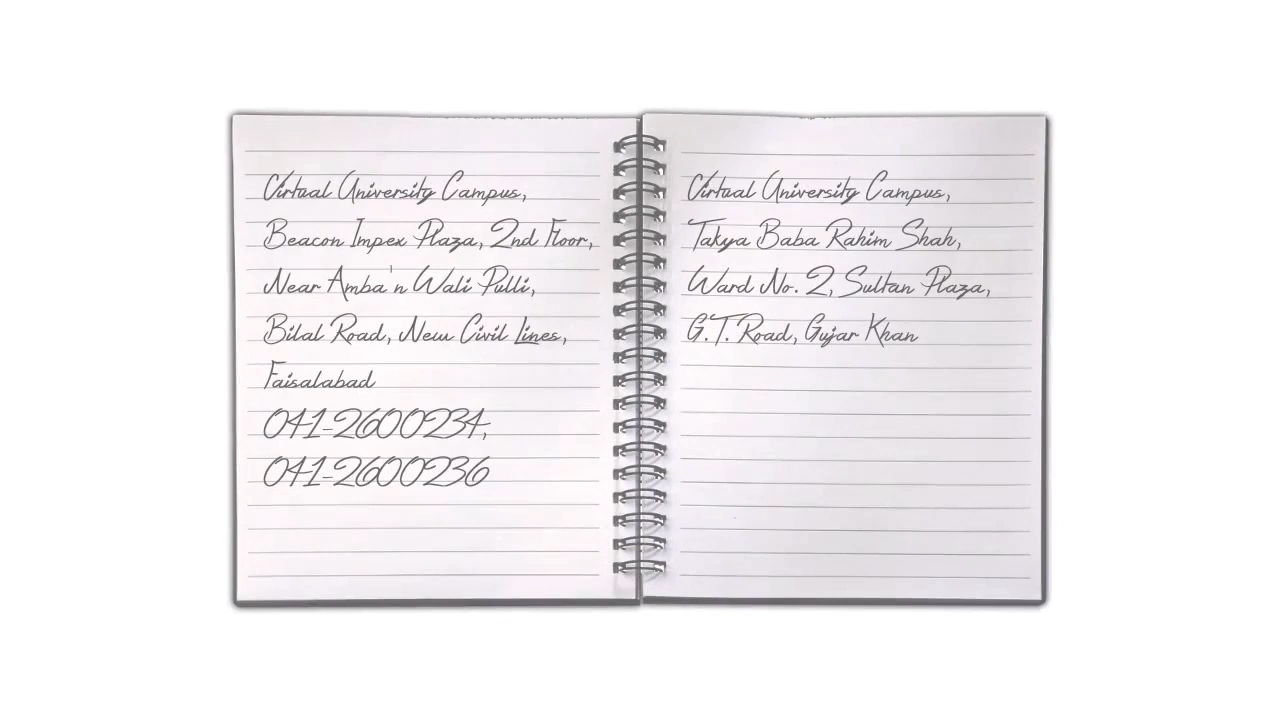 Virtual University Campus,
Beacon Impex Plaza, 2nd Floor,
Near Amba'n Wali Pulli,
Bilal Road, New Civil Lines,
Faisalabad
041-2600234,
041-2600236
Virtual University Campus,
Takya Baba Rahim Shah,
Ward No. 2, Sultan Plaza,
G.T. Road, Gujar Khan